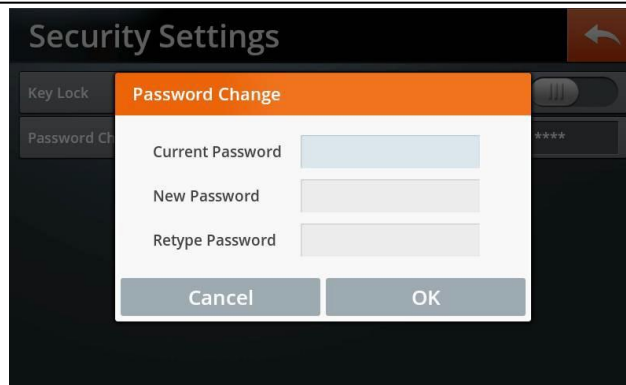 Security Settings
Key Lock
Password Change
Password Ch
****
Current Password
New Password
Retype Password
Cancel
OK